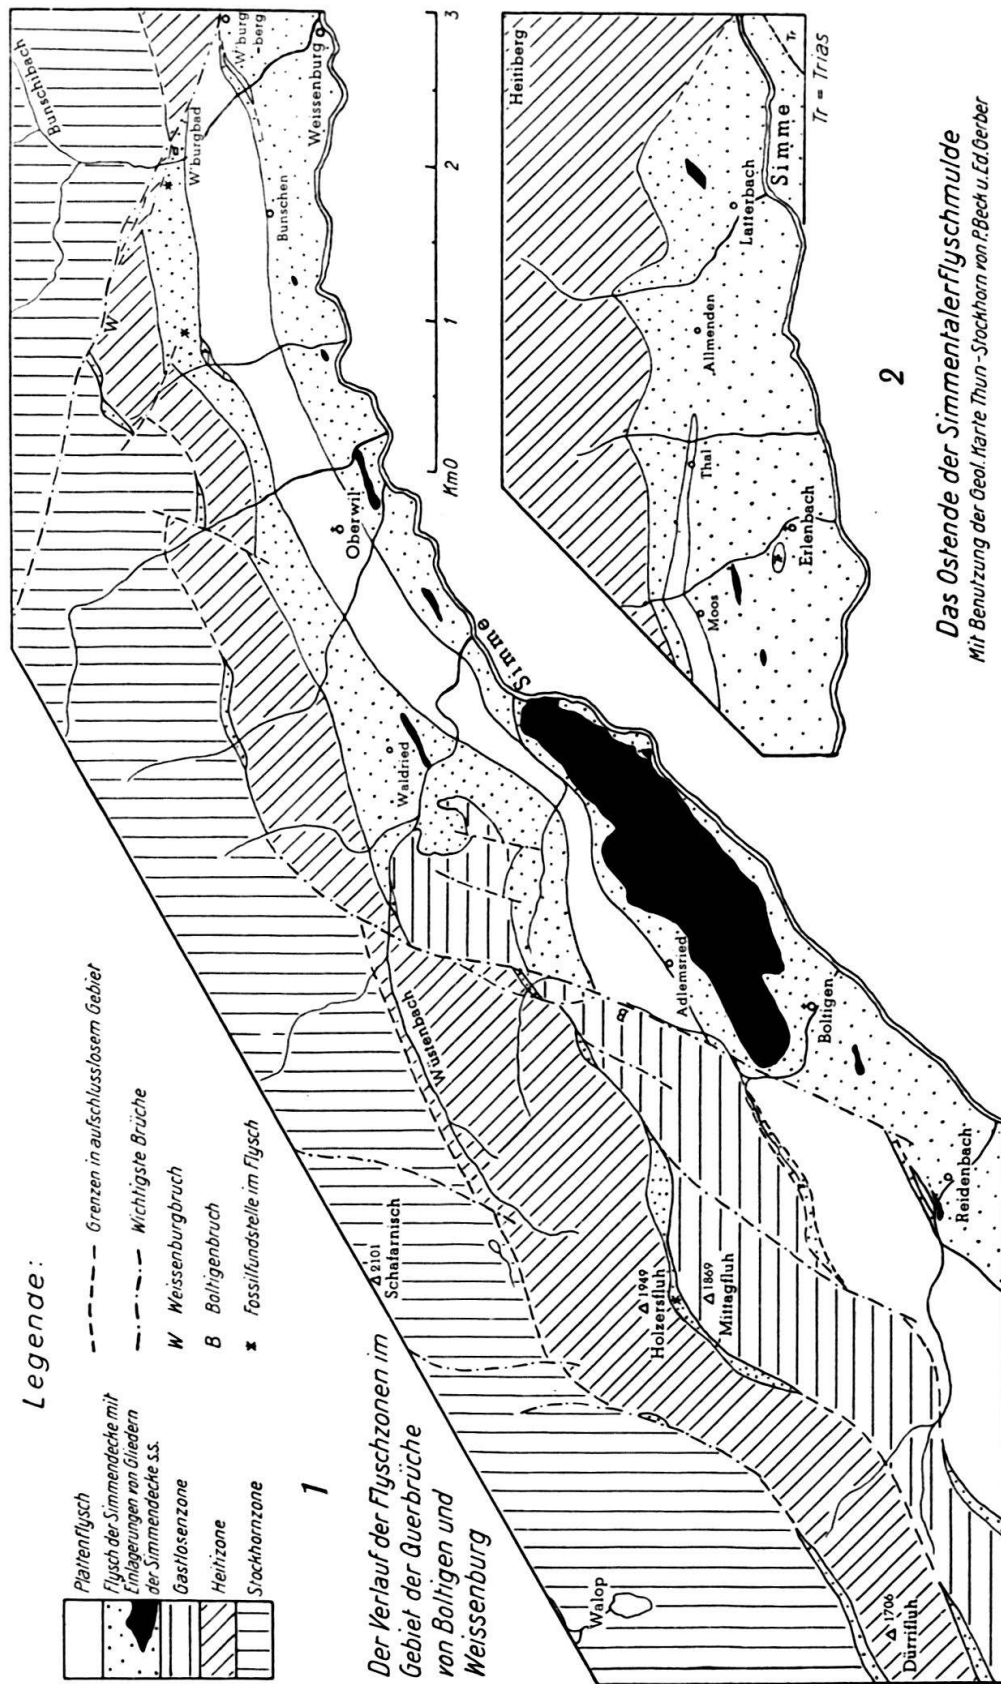 Legende:
Plattenflysch
Flysch der Simmendecke mit
Einlagerungen von Gliedern
der Simmendecke s.s.
Gastlosenzone
Heitizone
Stockhornzone
Grenzen in aufschlusslosem Gebiet
Wichtigste Brüche
W Weissenburgbruch
B Boltigenbruch
* Fossilfundstelle im Flysch
1
Der Verlauf der Flyschzonen im
Gebiet der Querbrüche
von Boltigen und
Weissenburg
Walop
△ 1706
Dürrifluh
△ 2101
Schafarnisch
Wüstenbach
△ 1949
Holzersfluh
△ 1869
Mittagfluh
Reidenbach
Boltigen
Adlemsried
B
Waldried
Simme
Oberwil
Bunschen
Weissenburg
W'burg
-berg
W'burgbad
W
Bunschibach
Km 0
1
2
3
Heitiberg
Moos
Thal
Erlenbach
Allmenden
Latterbach
Simme
Tr
Tr = Trias
2
Das Ostende der Simmentalerflyschmulde
Mit Benutzung der Geol. Karte Thun-Stockhorn von P. Beck u. Ed. Gerber